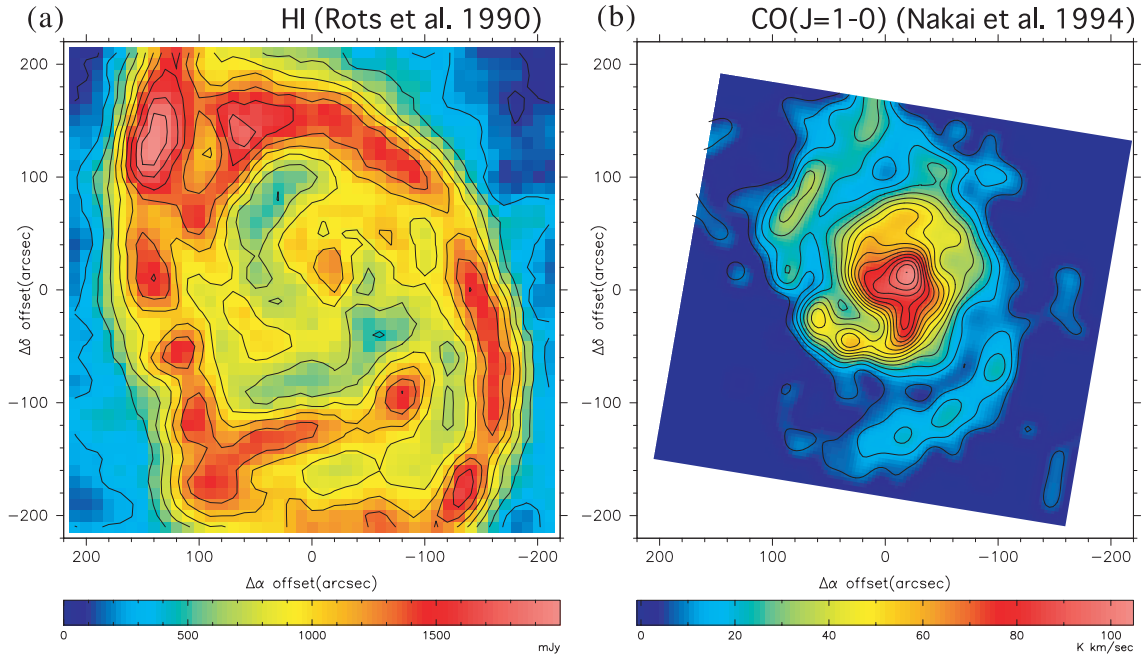 (a) HI (Rots et al. 1990)
200
100
0
−100
−200
Δδ offset(arcsec)
200 100 0 −100 −200
Δα offset(arcsec)
0 500 1000 1500
mJy
(b) CO(J=1-0) (Nakai et al. 1994)
200
100
0
−100
−200
Δδ offset(arcsec)
200 100 0 −100 −200
Δα offset(arcsec)
0 20 40 60 80 100
K km/sec